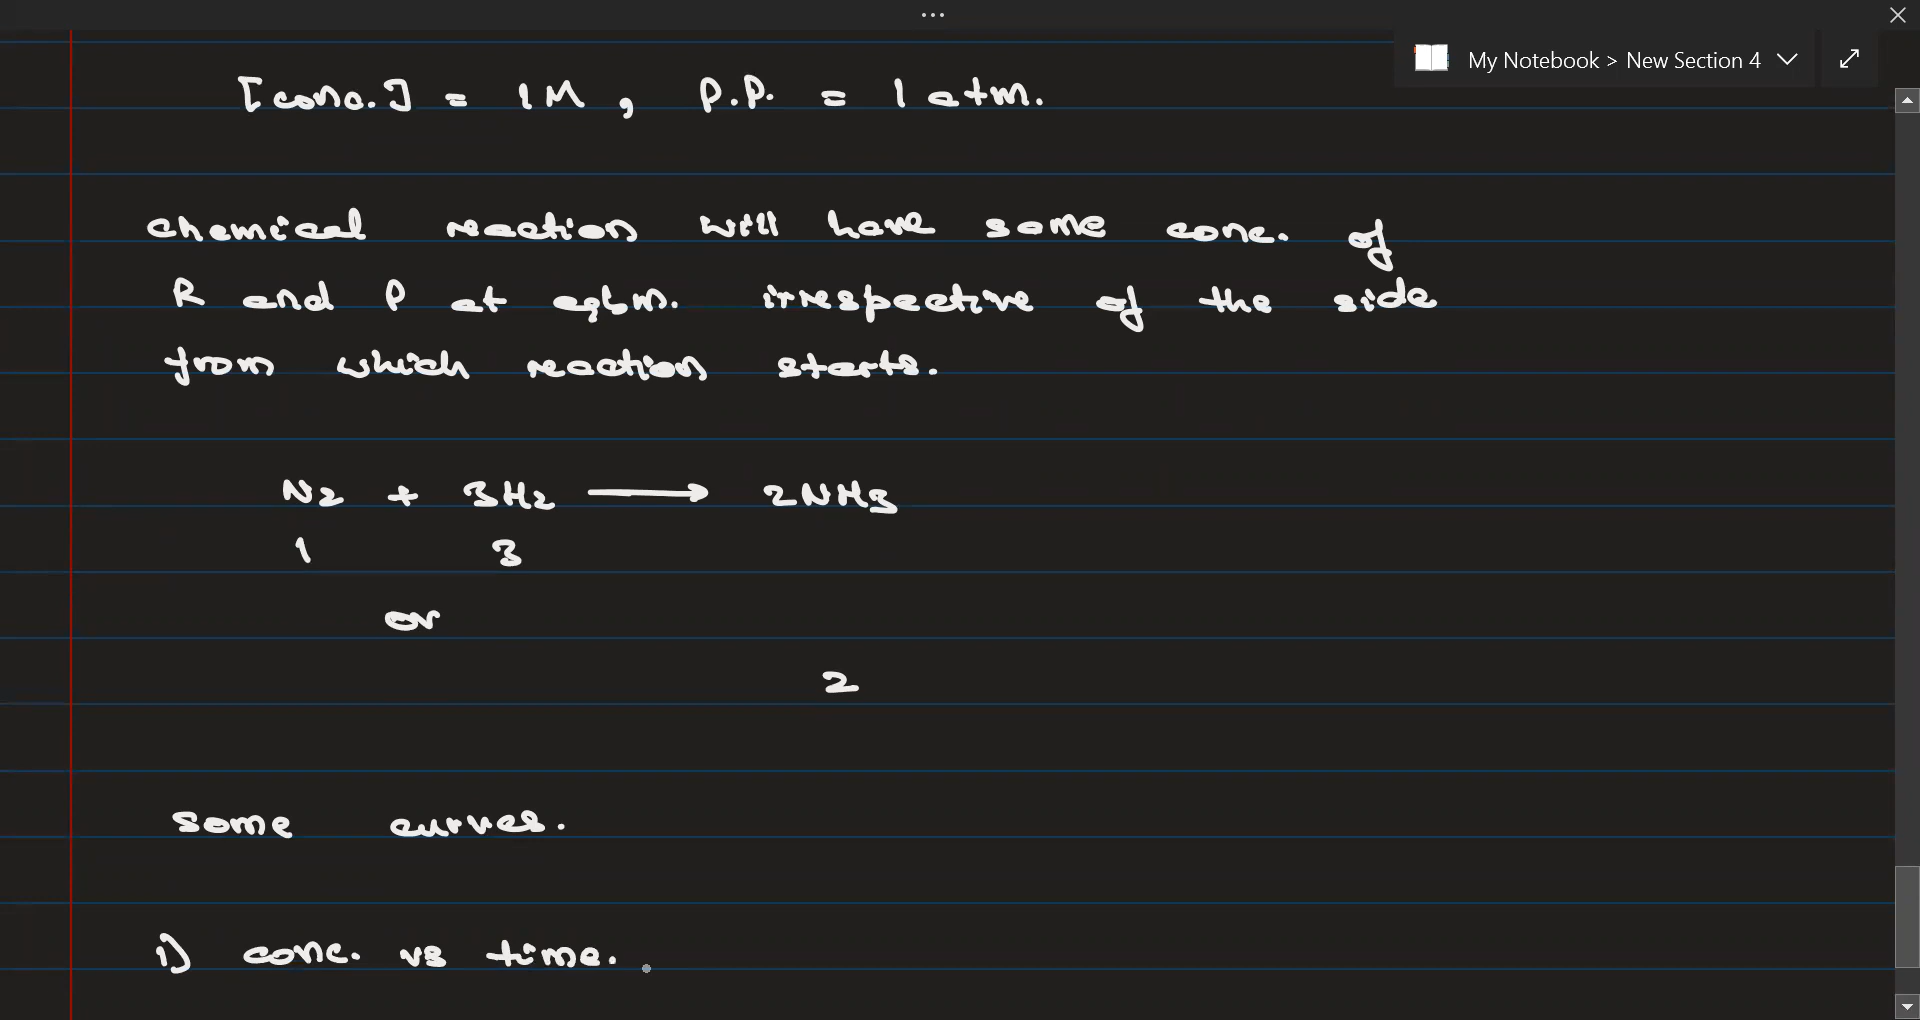 ...
My Notebook > New Section 4
[conc.] = 1M, P.P. = 1 atm.
chemical reaction will have same conc. of
R and P at eqbm. irrespective of the side
from which reaction starts.
N2 + 3H2 ⟶ 2NH3
1 3
or
2
some curves.
1) conc. vs time.